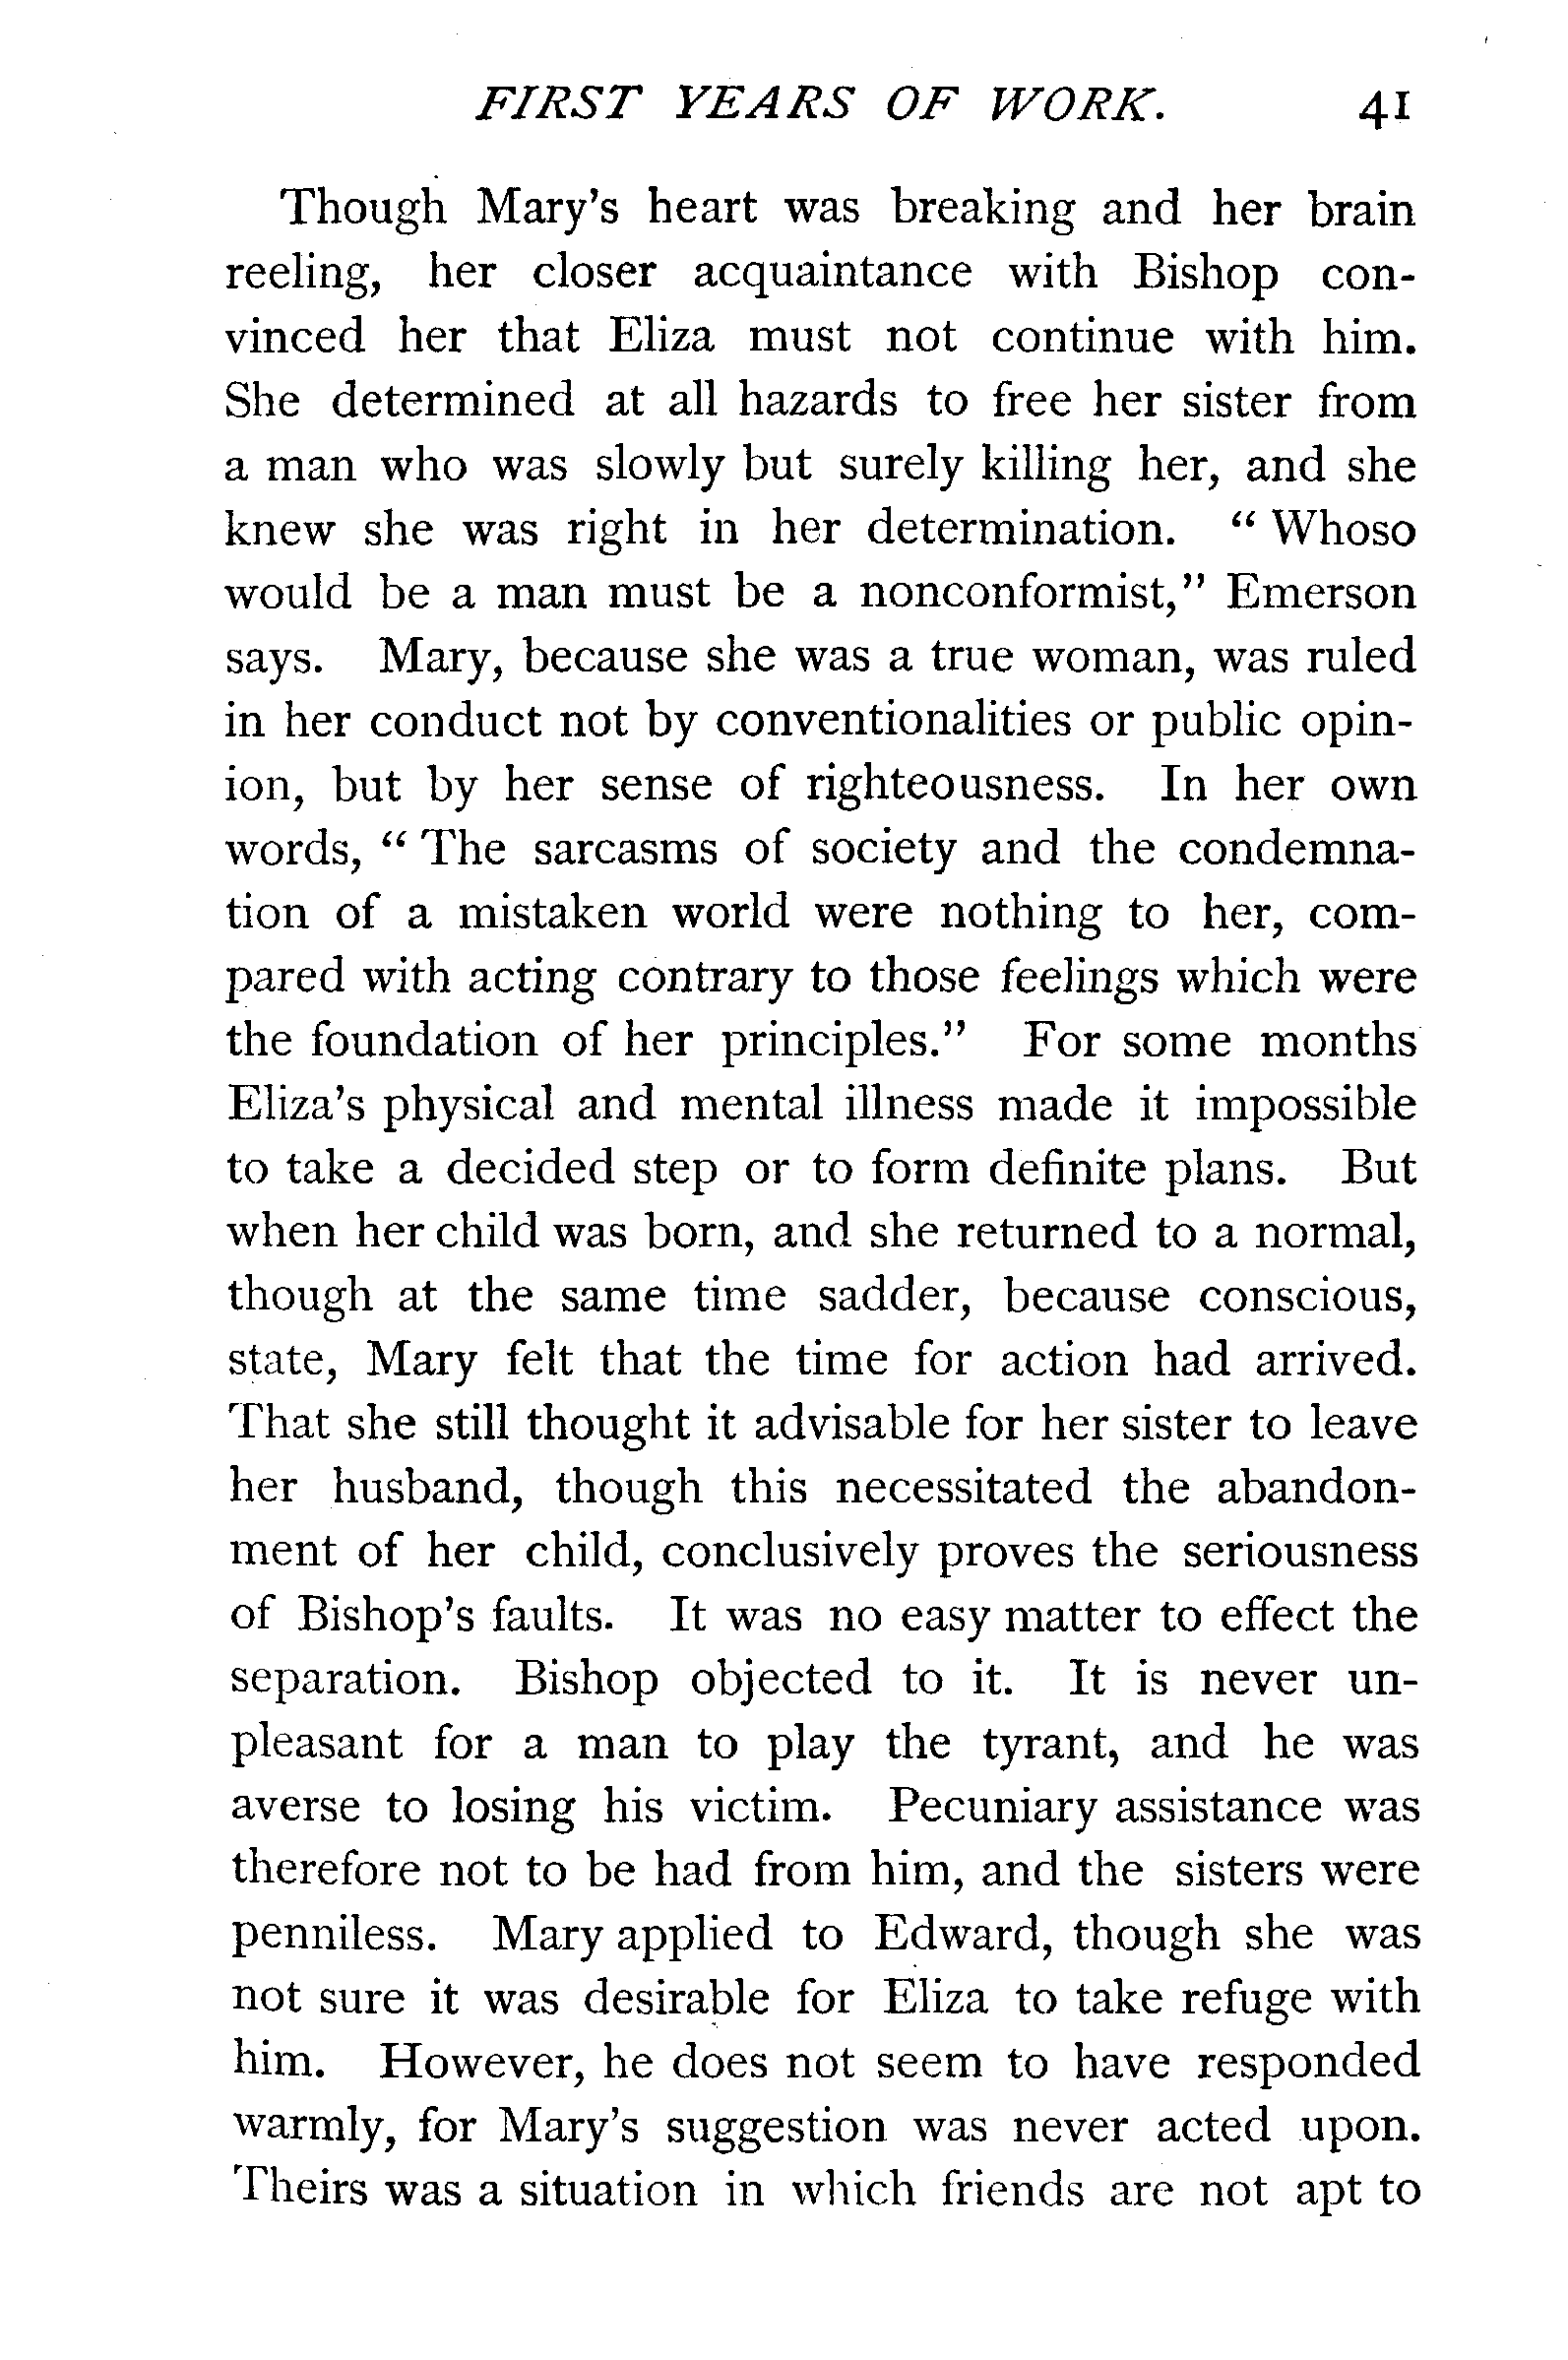 FIRST YEARS OF WORK. 41
Though Mary's heart was breaking and her brain
reeling, her closer acquaintance with Bishop con-
vinced her that Eliza must not continue with him.
She determined at all hazards to free her sister from
a man who was slowly but surely killing her, and she
knew she was right in her determination. “ Whoso
would be a man must be a nonconformist,” Emerson
says. Mary, because she was a true woman, was ruled
in her conduct not by conventionalities or public opin-
ion, but by her sense of righteousness. In her own
words, “ The sarcasms of society and the condemna-
tion of a mistaken world were nothing to her, com-
pared with acting contrary to those feelings which were
the foundation of her principles.” For some months
Eliza's physical and mental illness made it impossible
to take a decided step or to form definite plans. But
when her child was born, and she returned to a normal,
though at the same time sadder, because conscious,
state, Mary felt that the time for action had arrived.
That she still thought it advisable for her sister to leave
her husband, though this necessitated the abandon-
ment of her child, conclusively proves the seriousness
of Bishop's faults. It was no easy matter to effect the
separation. Bishop objected to it. It is never un-
pleasant for a man to play the tyrant, and he was
averse to losing his victim. Pecuniary assistance was
therefore not to be had from him, and the sisters were
penniless. Mary applied to Edward, though she was
not sure it was desirable for Eliza to take refuge with
him. However, he does not seem to have responded
warmly, for Mary's suggestion was never acted upon.
Theirs was a situation in which friends are not apt to